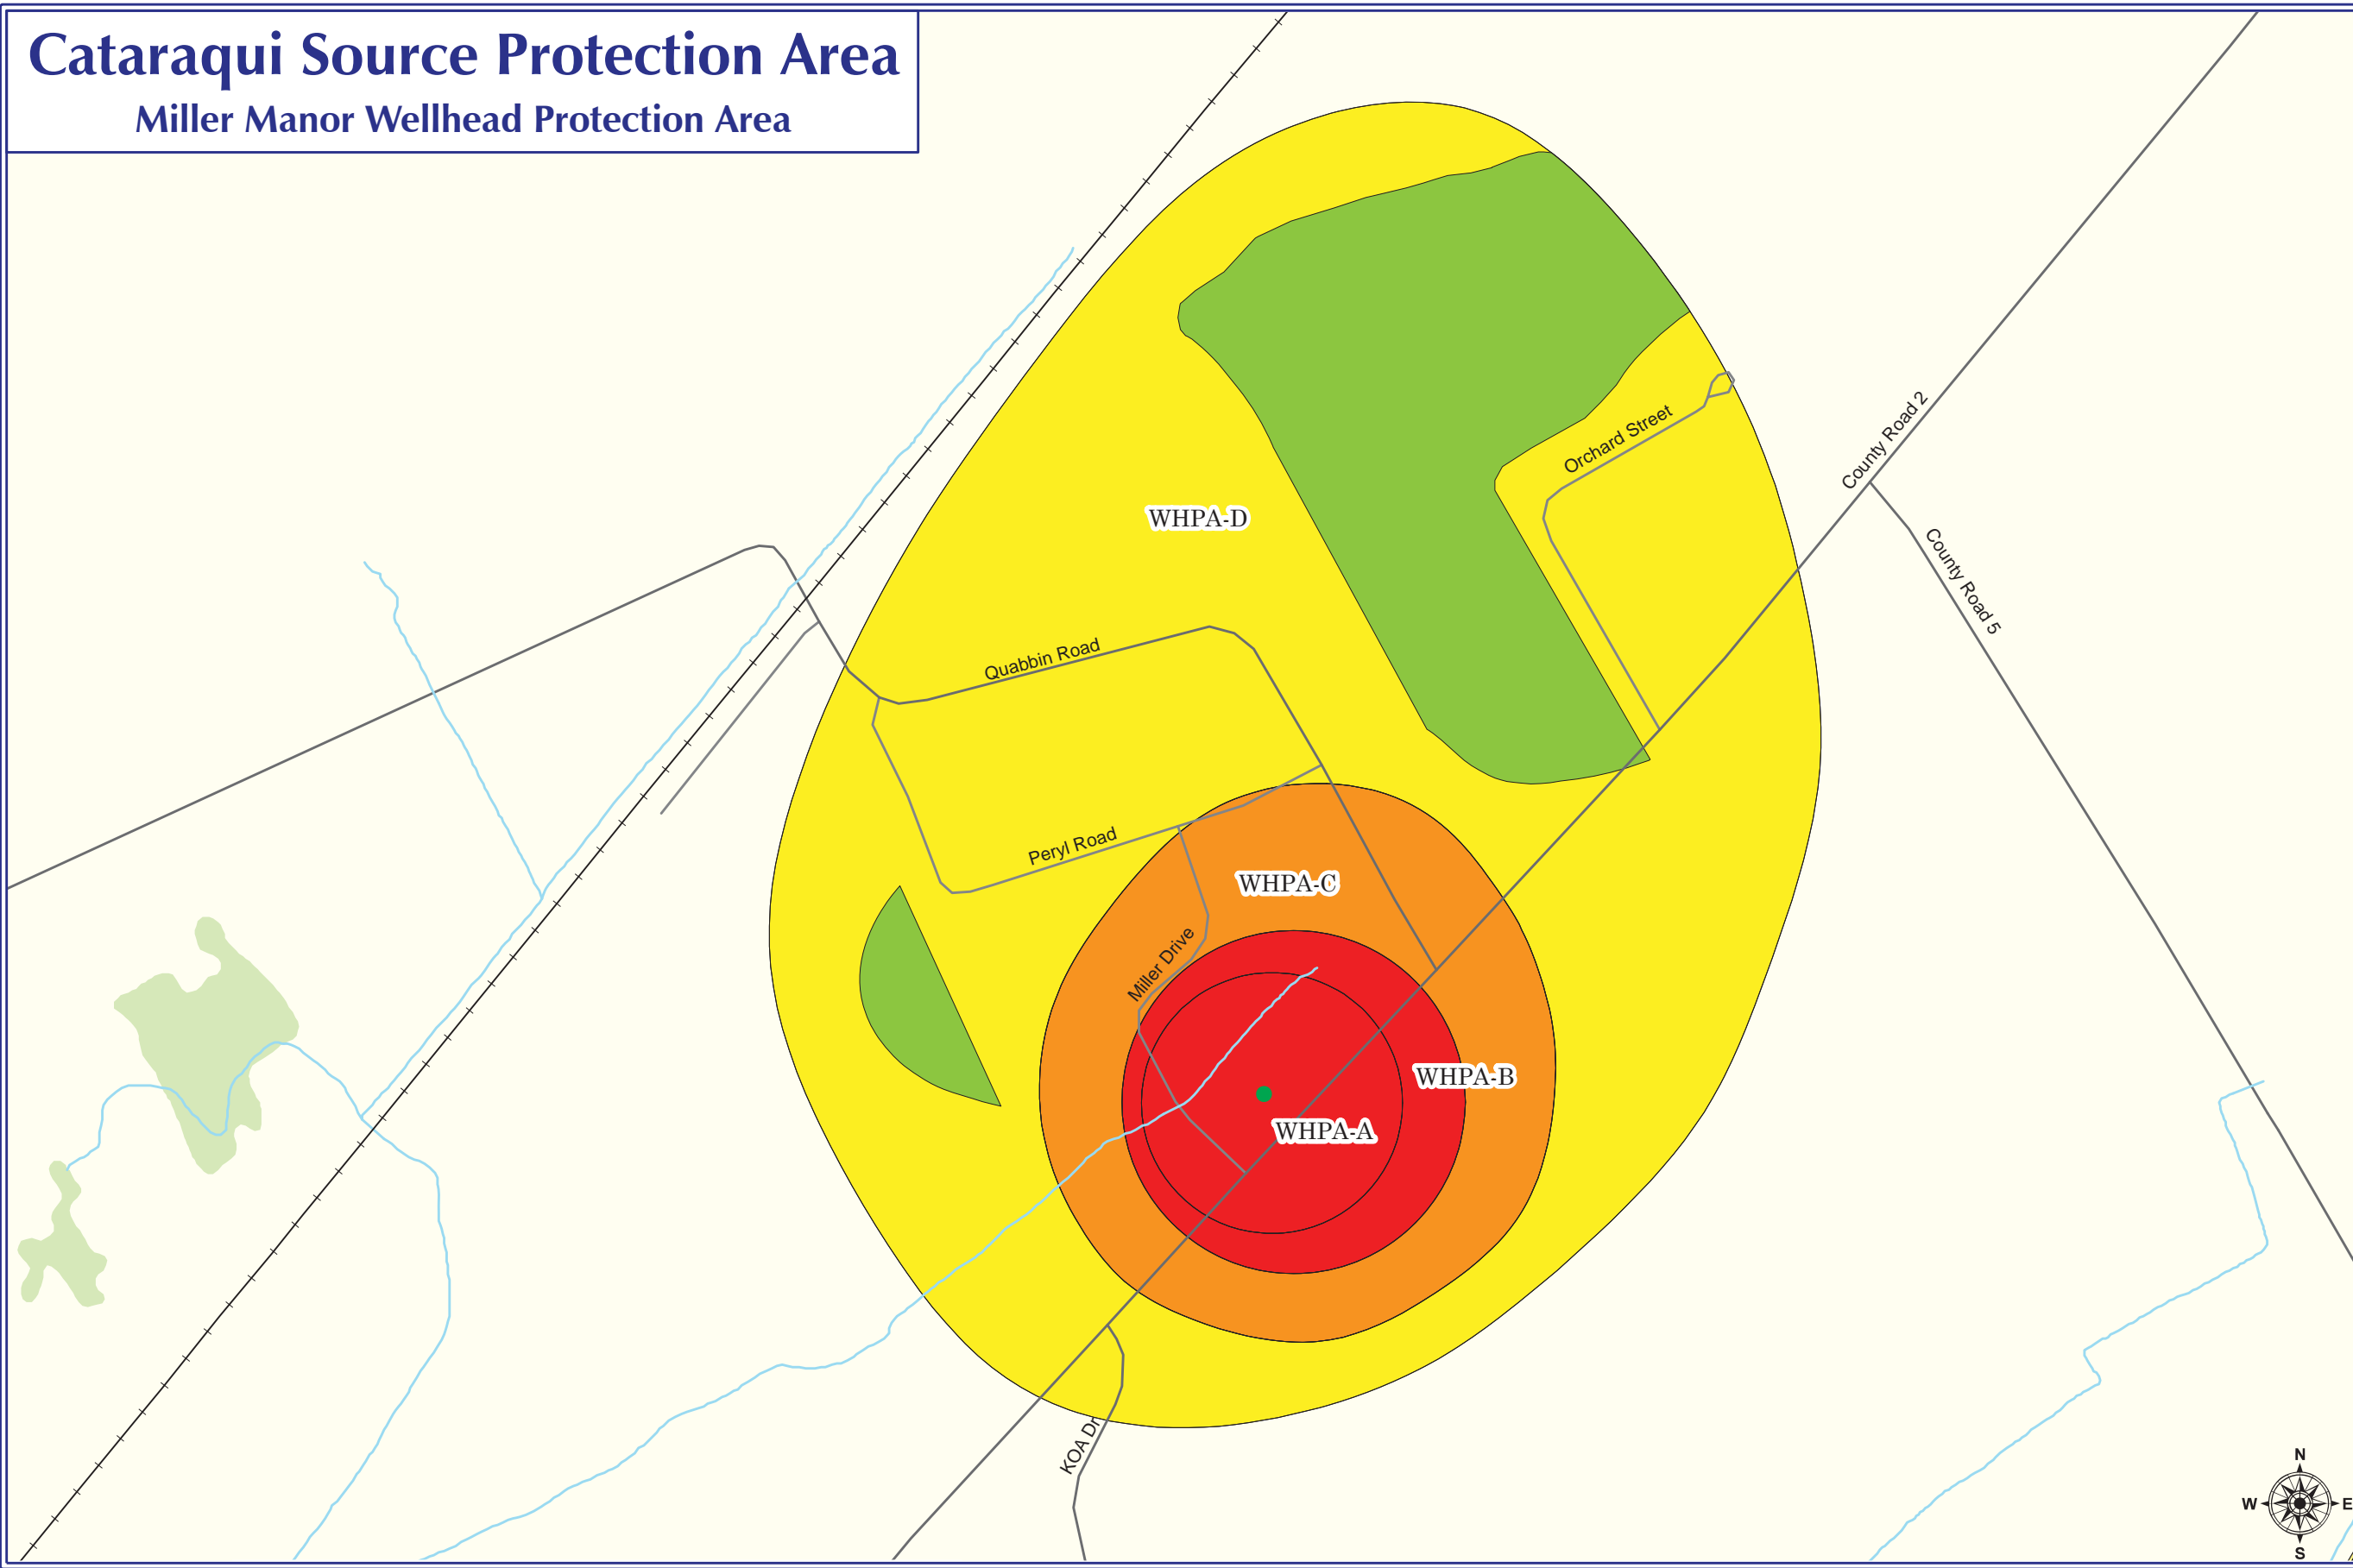 Cataraqui Source Protection Area
Miller Manor Wellhead Protection Area
County Road 2
Orchard Street
WHPA-D
County Road 5
Quabbin Road
Peryl Road
WHPA-C
Miller Drive
WHPA-B
WHPA-A
KOA Dr
N
W
E
S